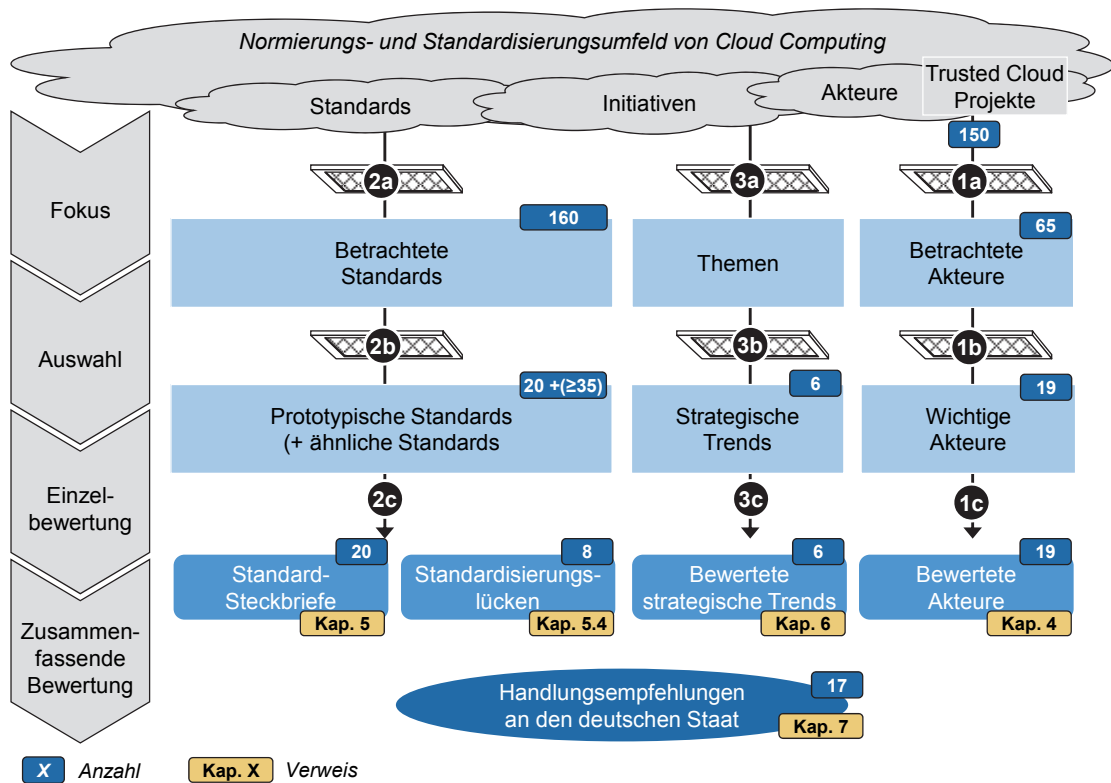 Normierungs- und Standardisierungsumfeld von Cloud Computing
Standards
Initiativen
Akteure
Trusted Cloud
Projekte
150
Fokus
2a
3a
1a
160
65
Betrachtete
Standards
Themen
Betrachtete
Akteure
Auswahl
2b
3b
1b
20 +(≥35)
6
19
Prototypische Standards
(+ ähnliche Standards
Strategische
Trends
Wichtige
Akteure
Einzel-
bewertung
2c
3c
1c
20
8
6
19
Standard-
Steckbriefe
Kap. 5
Standardisierungs-
lücken
Kap. 5.4
Bewertete
strategische Trends
Kap. 6
Bewertete
Akteure
Kap. 4
Zusammen-
fassende
Bewertung
17
Handlungsempfehlungen
an den deutschen Staat
Kap. 7
X Anzahl
Kap. X Verweis